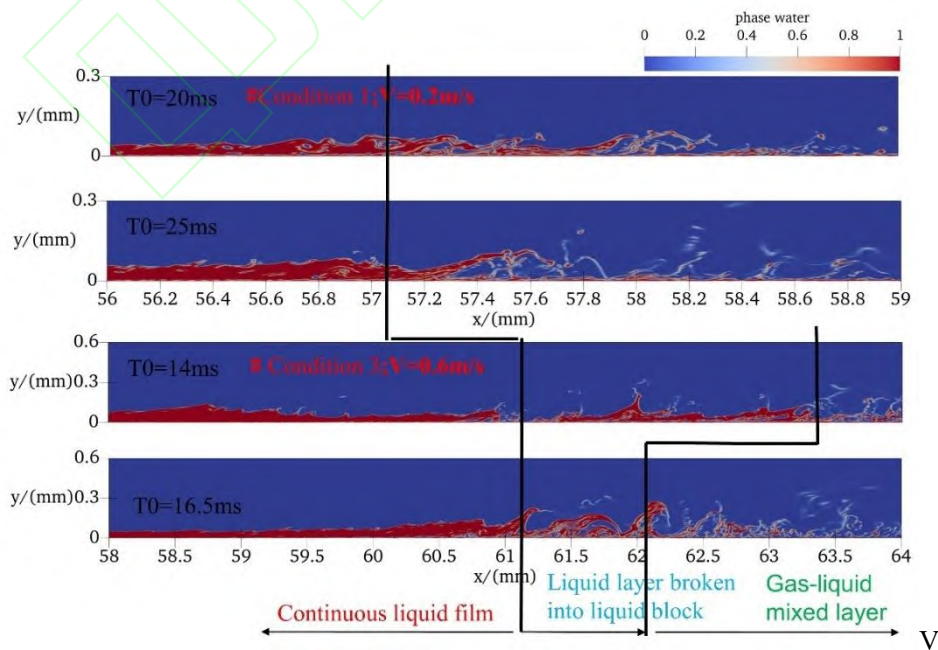 phase water
0 0.2 0.4 0.6 0.8 1
0.3
T0=20ms #Condition 1;V=0.2m/s
y/(mm)
0
0.3
T0=25ms
y/(mm)
0
56 56.2 56.4 56.6 56.8 57 57.2 57.4 57.6 57.8 58 58.2 58.4 58.6 58.8 59
x/(mm)
0.6
T0=14ms # Condition 3;V=0.6m/s
y/(mm) 0.3
0
0.6
y/(mm) 0.3
T0=16.5ms
0
58 58.5 59 59.5 60 60.5 61 61.5 62 62.5 63 63.5 64
x/(mm)
Continuous liquid film
Liquid layer broken
into liquid block
Gas-liquid
mixed layer
V